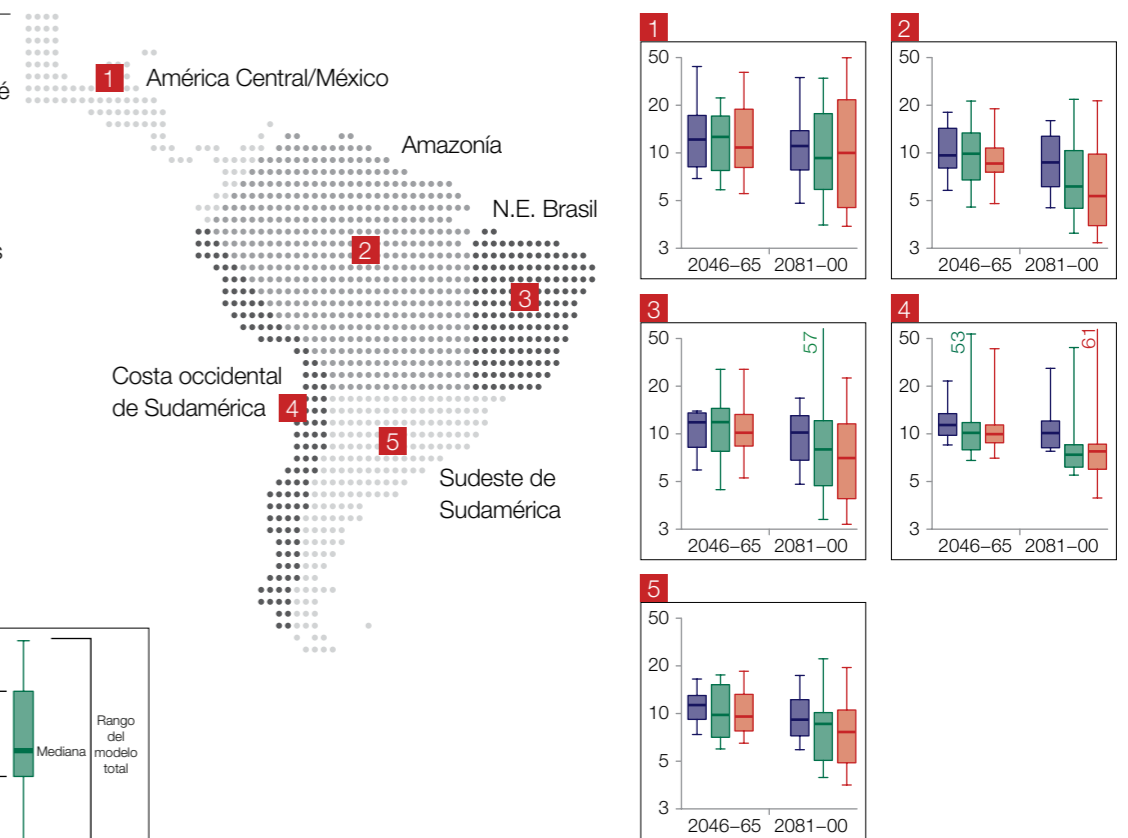 é
s
1 América Central/México
Amazonía
N.E. Brasil
2
3
Costa occidental
de Sudamérica 4
5
Sudeste de
Sudamérica
Mediana
Rango
del
modelo
total
1
50
20
10
5
3
2046–65 2081–00
2
50
20
10
5
3
2046–65 2081–00
3
50
20
10
5
3
57
2046–65 2081–00
4
50
20
10
5
3
53
61
2046–65 2081–00
5
50
20
10
5
3
2046–65 2081–00